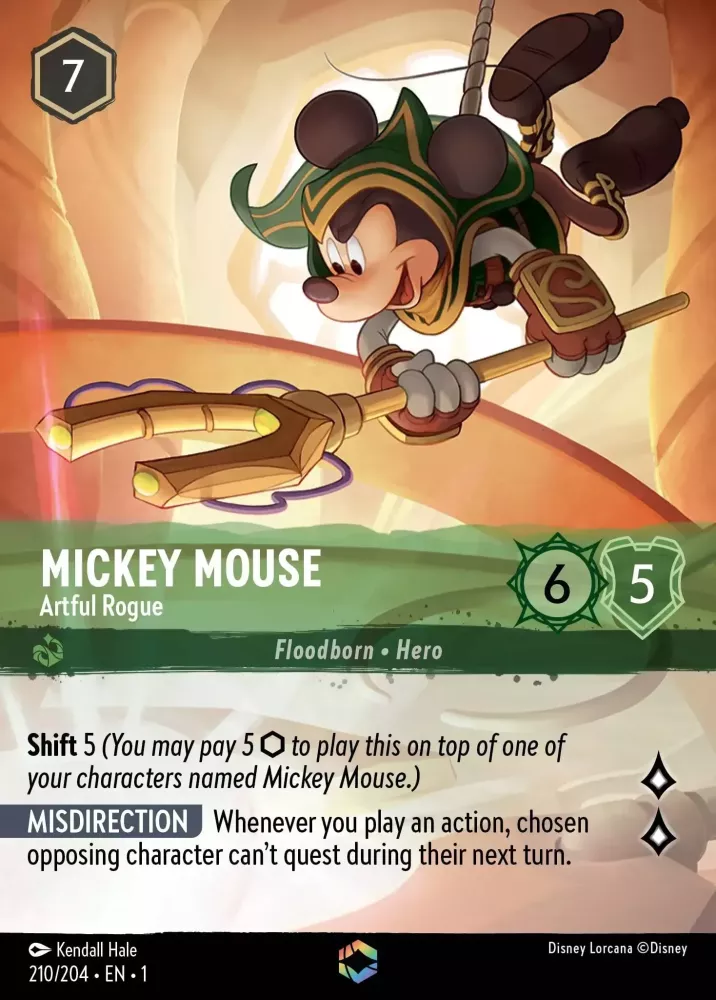 7
MICKEY MOUSE
Artful Rogue
6
5
Floodborn • Hero
Shift 5 (You may pay 5 ⬡ to play this on top of one of
your characters named Mickey Mouse.)
MISDIRECTION Whenever you play an action, chosen
opposing character can't quest during their next turn.
Kendall Hale
210/204 • EN • 1
Disney Lorcana ©Disney